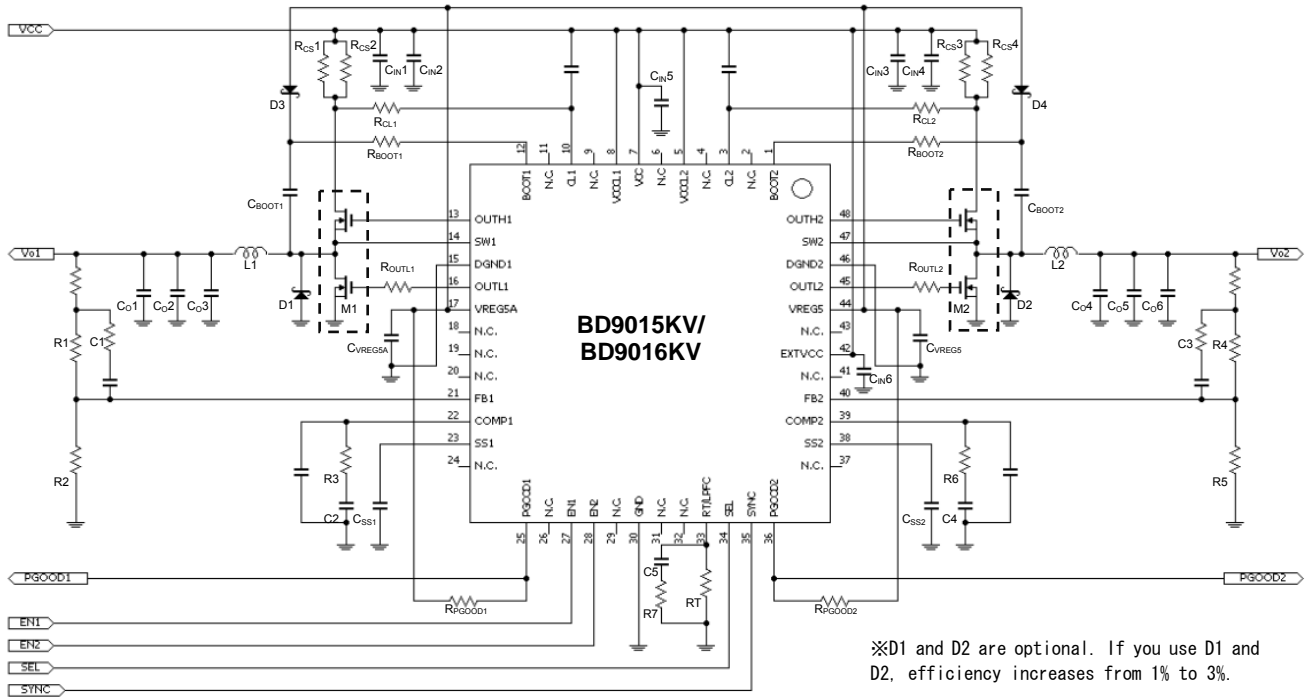 VCC
RCS1
RCS2
CIN1
CIN2
CIN5
CIN3
CIN4
RCS3
RCS4
D3
RCL1
RCL2
D4
RBOOT1
RBOOT2
12
11
10
9
8
7
6
5
4
3
2
1
BOOT1
N.C.
CL1
N.C.
VCCCL1
VCC
N.C
VCCCL2
N.C.
CL2
N.C.
BOOT2
CBOOT1
CBOOT2
13 OUTH1
14 SW1
15 DGND1
16 OUTL1
17 VREG5A
18 N.C.
19 N.C.
20 N.C.
21 FB1
22 COMP1
23 SS1
24 N.C.
OUTH2 48
SW2 47
DGND2 46
OUTL2 45
VREG5 44
N.C. 43
EXTVCC 42
N.C. 41
FB2 40
COMP2 39
SS2 38
N.C. 37
BD9015KV/
BD9016KV
Vo1
L1
CO1
CO2
CO3
D1
M1
ROUTL1
CVREG5A
R1
C1
R2
R3
C2
CSS1
Vo2
L2
ROUTL2
M2
D2
CO4
CO5
CO6
CVREG5
CIN6
C3
R4
R5
R6
C4
CSS2
PGOOD1
N.C.
EN1
EN2
N.C.
GND
N.C.
N.C.
RT/LPFC
SEL
SYNC
PGOOD2
25
26
27
28
29
30
31
32
33
34
35
36
C5
R7
RT
PGOOD1
PGOOD2
RPGOOD1
RPGOOD2
EN1
EN2
SEL
SYNC
※D1 and D2 are optional. If you use D1 and
D2, efficiency increases from 1% to 3%.